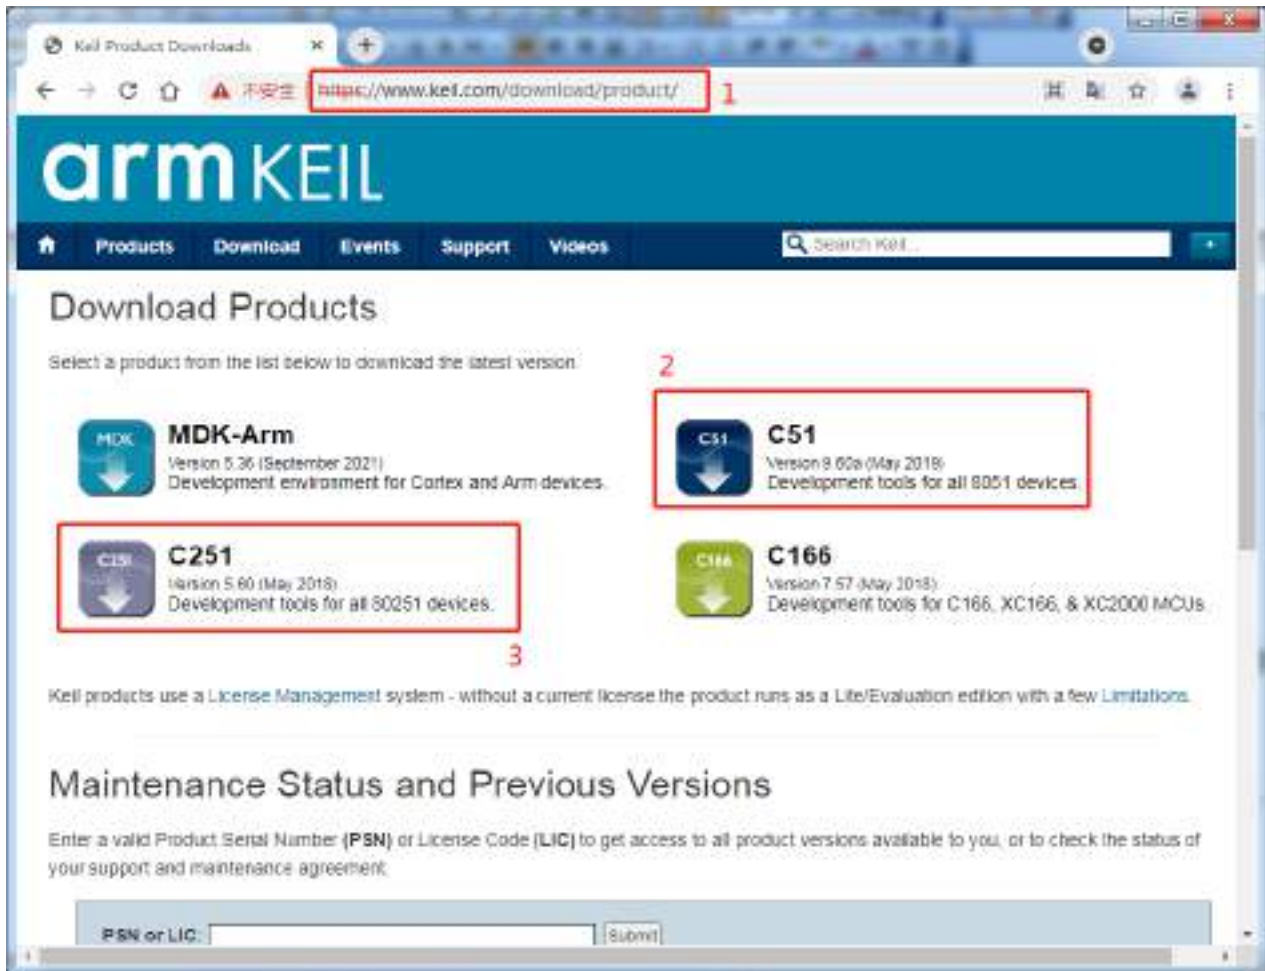 Keil Product Downloads
不安全 https://www.keil.com/download/product/ 1
arm KEIL
Products Download Events Support Videos Search Keil...
Download Products
Select a product from the list below to download the latest version.
2
MDK
MDK-Arm
Version 5.36 (September 2021)
Development environment for Cortex and Arm devices.
C51
C51
Version 9.60a (May 2019)
Development tools for all 8051 devices.
C251
C251
Version 5.60 (May 2018)
Development tools for all 80251 devices.
C166
C166
Version 7.57 (May 2018)
Development tools for C166, XC166, & XC2000 MCUs.
3
Keil products use a License Management system - without a current license the product runs as a Lite/Evaluation edition with a few Limitations.
Maintenance Status and Previous Versions
Enter a valid Product Serial Number (PSN) or License Code (LIC) to get access to all product versions available to you, or to check the status of
your support and maintenance agreement.
PSN or LIC: Submit